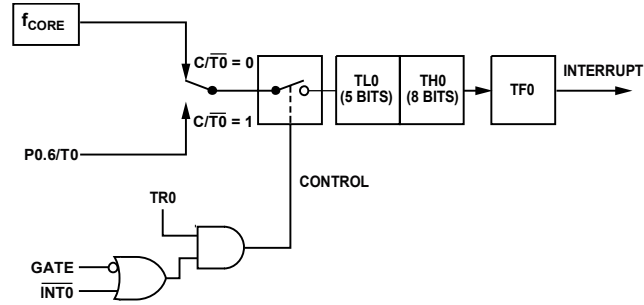 fCORE
C/T0 = 0
C/T0 = 1
P0.6/T0
TL0
(5 BITS)
TH0
(8 BITS)
TF0
INTERRUPT
CONTROL
TR0
GATE
INT0